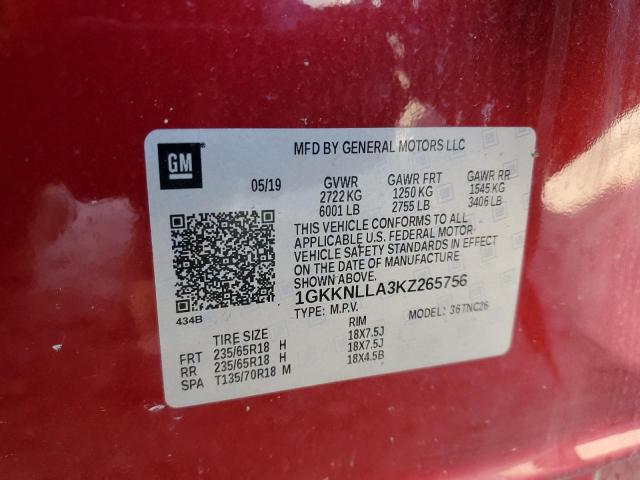 GM
MFD BY GENERAL MOTORS LLC
05/19 GVWR GAWR FRT GAWR RR
2722 KG 1250 KG 1545 KG
6001 LB 2755 LB 3406 LB
THIS VEHICLE CONFORMS TO ALL
APPLICABLE U.S. FEDERAL MOTOR
VEHICLE SAFETY STANDARDS IN EFFECT
ON THE DATE OF MANUFACTURE
SHOWN ABOVE.
1GKKNLLA3KZ265756
434B TYPE: M.P.V. MODEL: 36TNC26
TIRE SIZE RIM
FRT 235/65R18 H 18X7.5J
RR 235/65R18 H 18X7.5J
SPA T135/70R18 M 18X4.5B